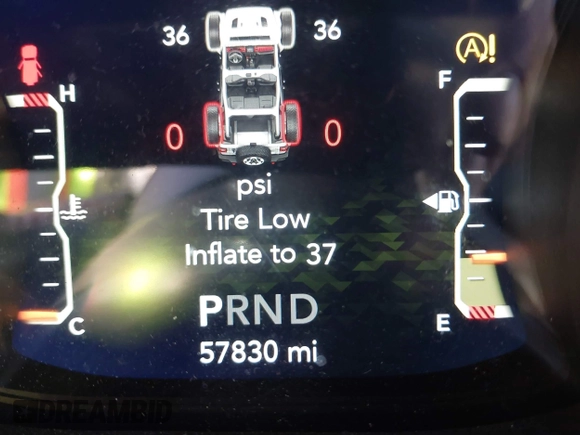 36 36
A !
F
H
0 0
psi
Tire Low
Inflate to 37
PRND
C E
57830 mi
DREAMBID